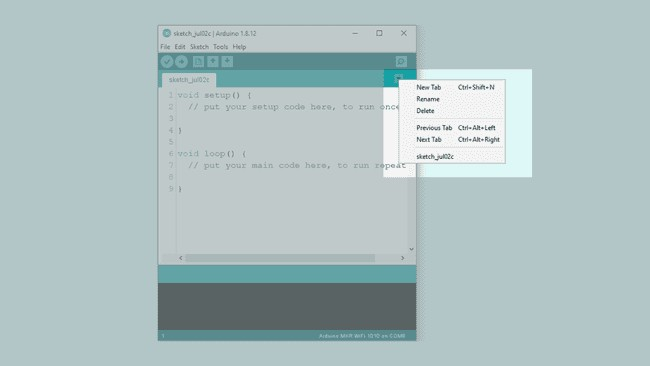 sketch_jul02c | Arduino 1.8.12
File Edit Sketch Tools Help
sketch_jul02c
1 void setup() {
2 // put your setup code here, to run once
3
4 }
5
6 void loop() {
7 // put your main code here, to run repeat
8
9 }
New Tab Ctrl+Shift+N
Rename
Delete
Previous Tab Ctrl+Alt+Left
Next Tab Ctrl+Alt+Right
sketch_jul02c
Arduino MKR WiFi 1010 on